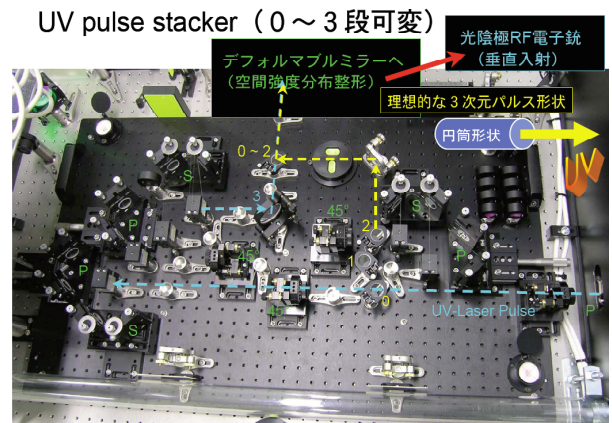 UV pulse stacker（０～３段可変）
デフォルマブルミラーへ
（空間強度分布整形）
光陰極RF電子銃
（垂直入射）
理想的な３次元パルス形状
円筒形状
UV
0～2
S
S
3
P
45°
2
P
45°
1
P
0
45°
UV-Laser Pulse
P
S